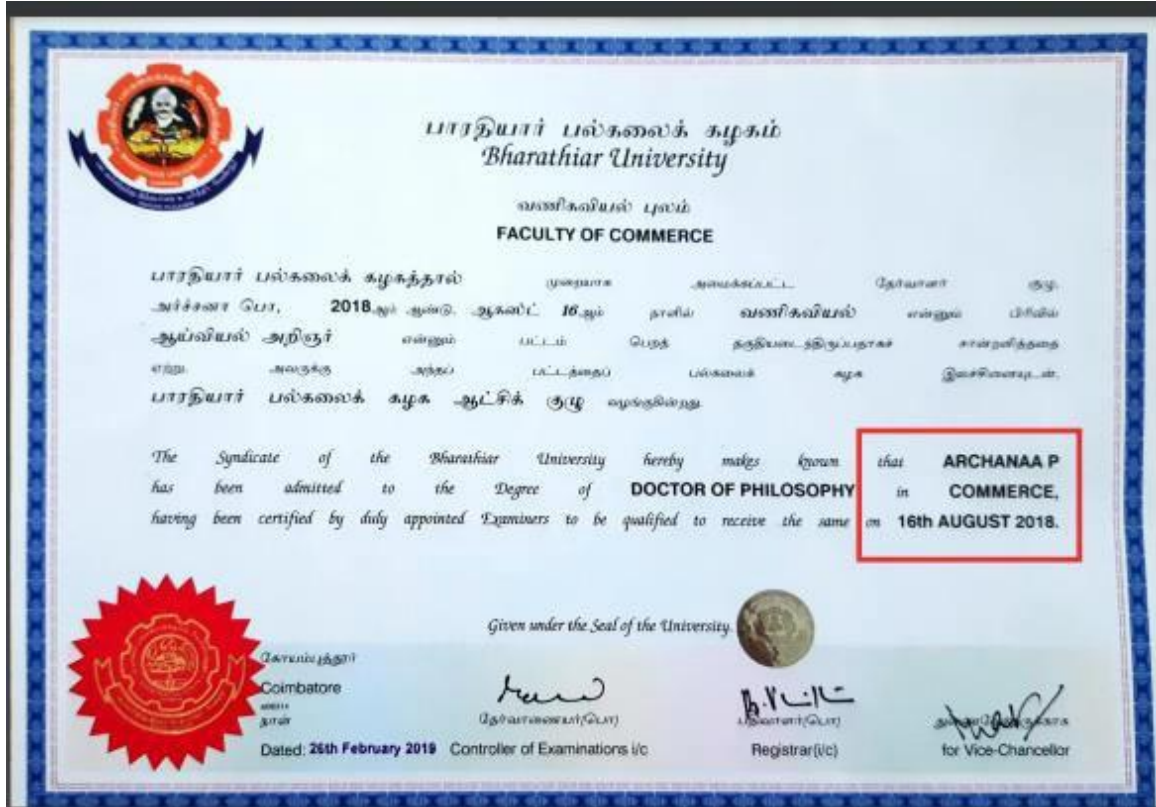 பாரதியார் பல்கலைக் கழகம்
Bharathiar University
வணிகவியல் புலம்
FACULTY OF COMMERCE
பாரதியார் பல்கலைக் கழகத்தால் முறையாக அமைக்கப்பட்ட தேர்வாளர் குழு,
அர்ச்சனா பொ, 2018ஆம் ஆண்டு, ஆகஸ்ட் 16ஆம் நாளில் வணிகவியல் என்னும் பிரிவில்
ஆய்வியல் அறிஞர் என்னும் பட்டம் பெறத் தகுதியடைந்திருப்பதாகச் சான்றளித்ததை
ஏற்று, அவருக்கு அந்தப் பட்டத்தைப் பல்கலைக் கழக இலச்சினையுடன்,
பாரதியார் பல்கலைக் கழக ஆட்சிக் குழு வழங்குகின்றது.
The Syndicate of the Bharathiar University hereby makes known that ARCHANAA P
has been admitted to the Degree of DOCTOR OF PHILOSOPHY in COMMERCE,
having been certified by duly appointed Examiners to be qualified to receive the same on 16th AUGUST 2018.
Given under the Seal of the University.
கோயம்புத்தூர்
Coimbatore
நாள்
தேர்வாணையர்(பொ) பதிவாளர்(பொ)
Dated: 26th February 2019 Controller of Examinations i/c Registrar(i/c) for Vice-Chancellor